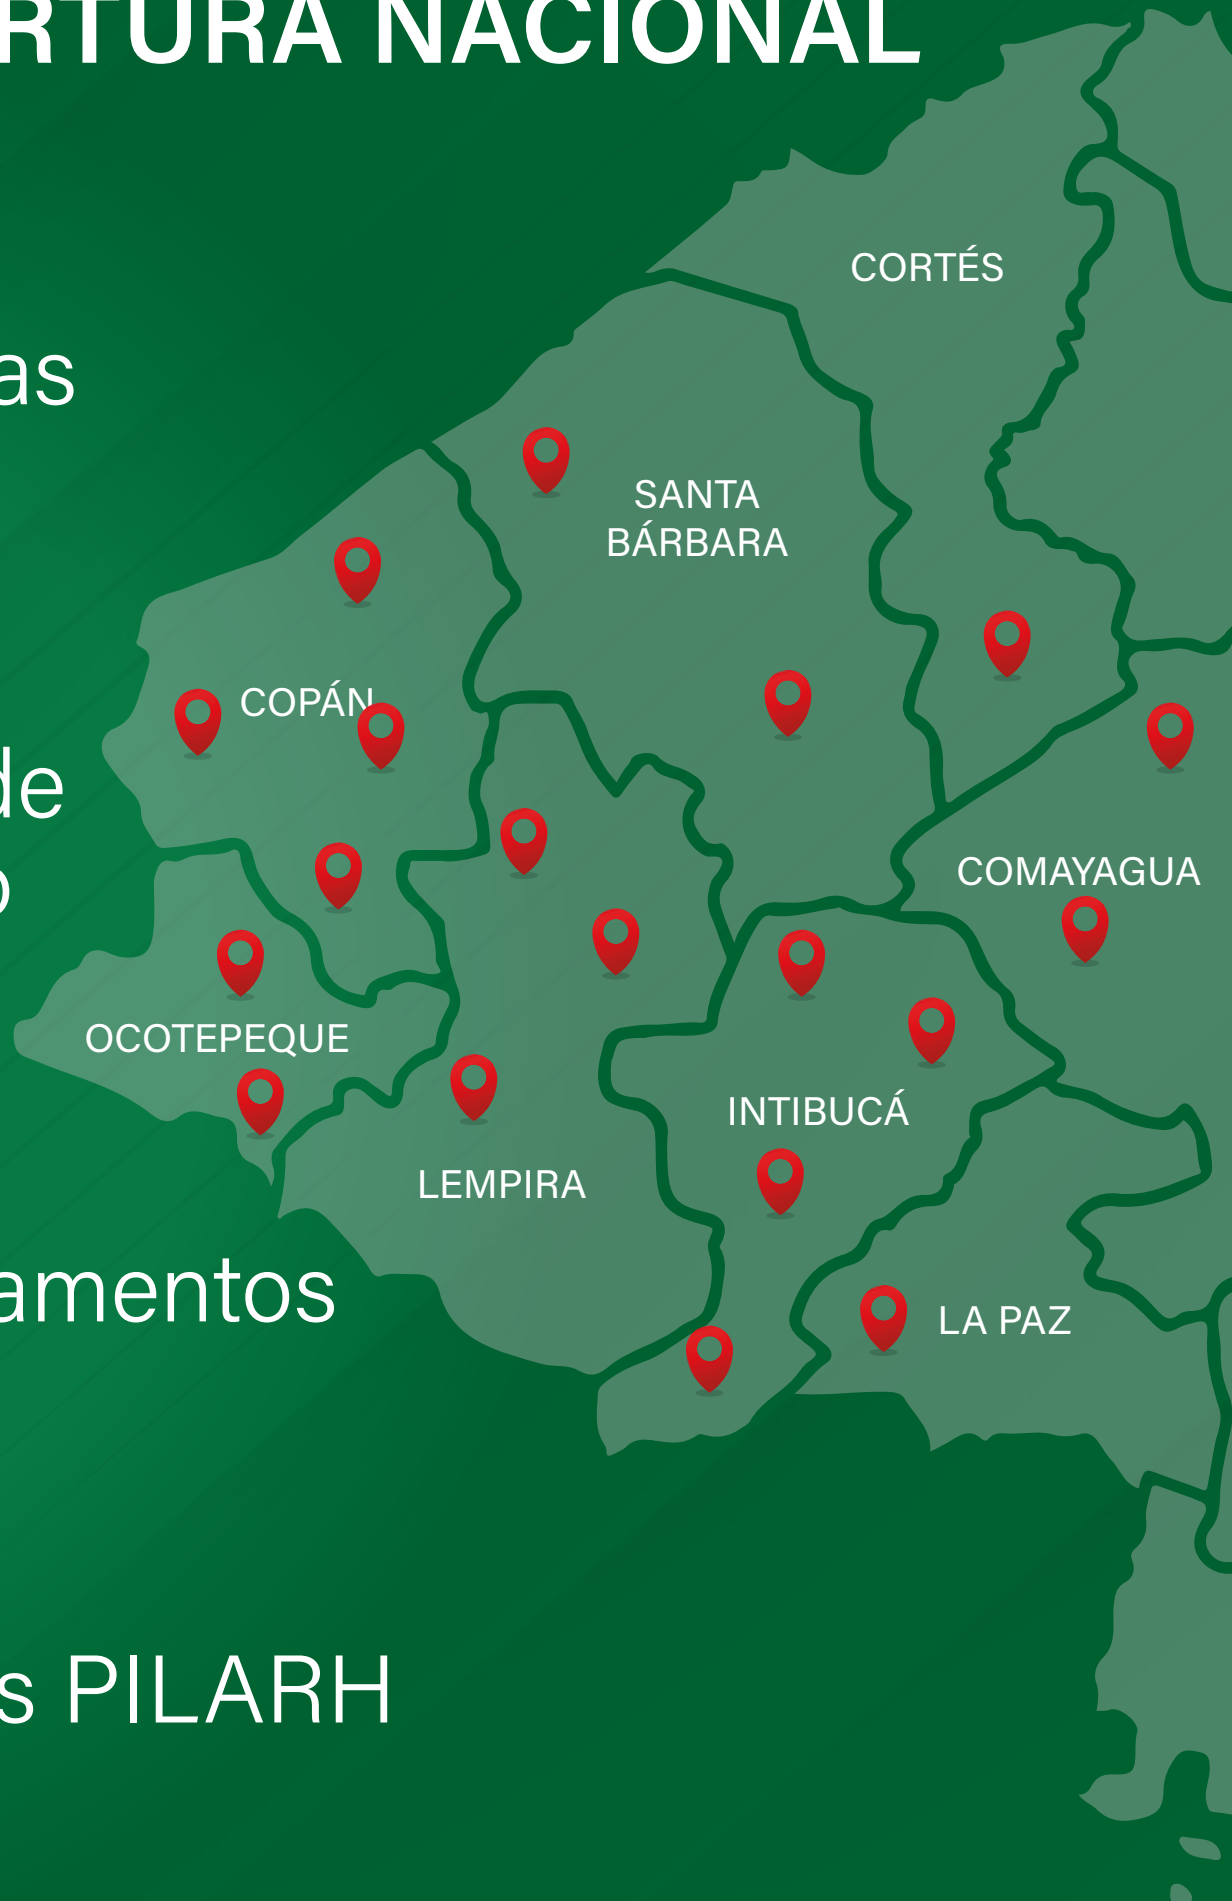 RTURA NACIONAL
as
de
o
amentos
s PILARH
CORTÉS
SANTA
BÁRBARA
COPÁN
COMAYAGUA
OCOTEPEQUE
INTIBUCÁ
LEMPIRA
LA PAZ